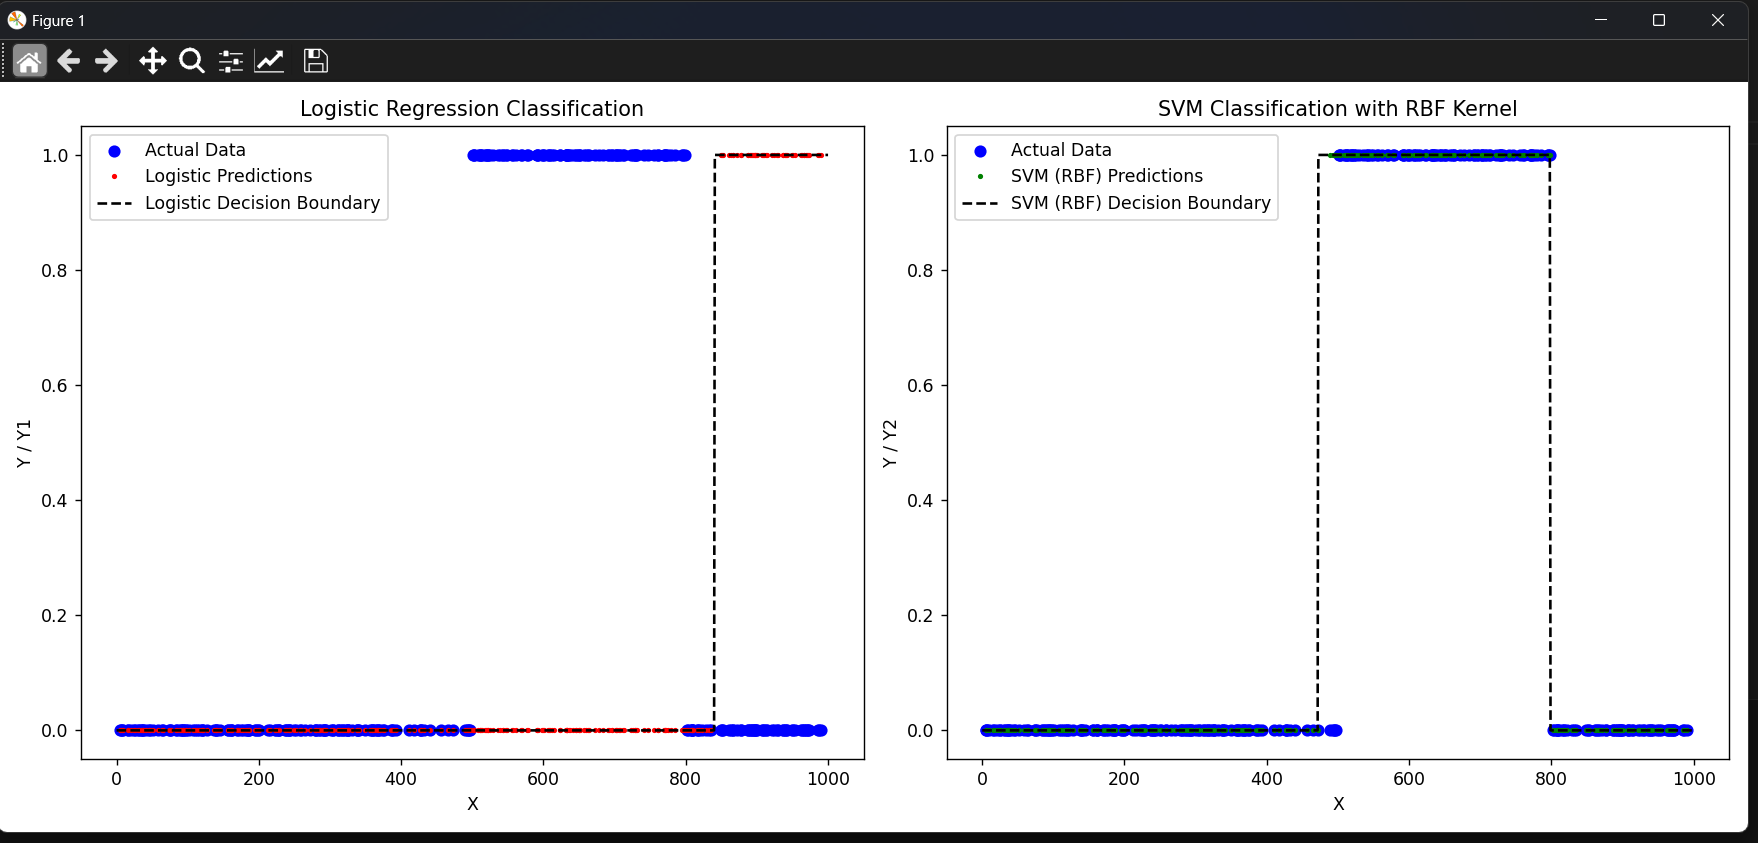 Figure 1
Logistic Regression Classification
Actual Data
Logistic Predictions
Logistic Decision Boundary
1.0
0.8
0.6
0.4
0.2
0.0
Y / Y1
0
200
400
600
800
1000
X
SVM Classification with RBF Kernel
Actual Data
SVM (RBF) Predictions
SVM (RBF) Decision Boundary
1.0
0.8
0.6
0.4
0.2
0.0
Y / Y2
0
200
400
600
800
1000
X